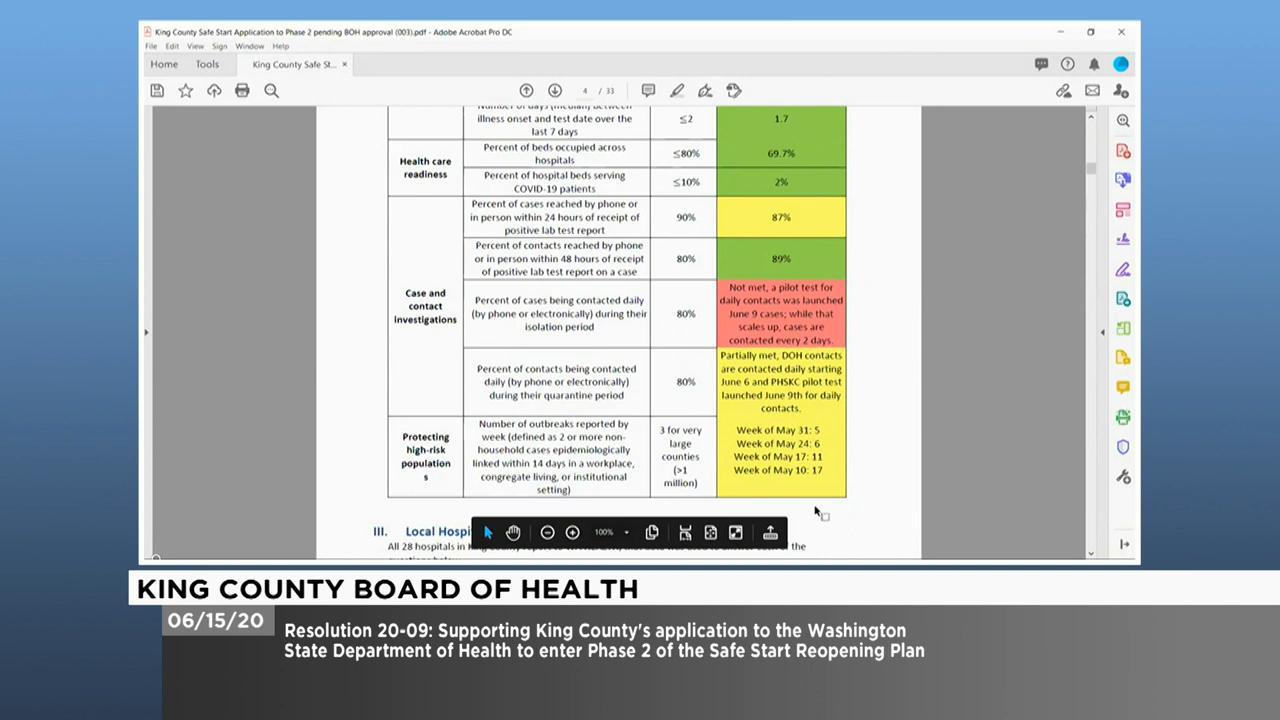 King County Safe Start Application to Phase 2 pending BOH approval (003).pdf - Adobe Acrobat Pro DC
File Edit View Sign Window Help
Home Tools King County Safe St... ×
4 / 33
Number of days (median) between
illness onset and test date over the
last 7 days
≤2
1.7
Health care
readiness
Percent of beds occupied across
hospitals
≤80%
69.7%
Percent of hospital beds serving
COVID-19 patients
≤10%
2%
Case and
contact
investigations
Percent of cases reached by phone or
in person within 24 hours of receipt of
positive lab test report
90%
87%
Percent of contacts reached by phone
or in person within 48 hours of receipt
of positive lab test report on a case
80%
89%
Percent of cases being contacted daily
(by phone or electronically) during their
isolation period
80%
Not met, a pilot test for
daily contacts was launched
June 9 cases; while that
scales up, cases are
contacted every 2 days.
Percent of contacts being contacted
daily (by phone or electronically)
during their quarantine period
80%
Partially met, DOH contacts
are contacted daily starting
June 6 and PHSKC pilot test
launched June 9th for daily
contacts.
Protecting
high-risk
population
s
Number of outbreaks reported by
week (defined as 2 or more non-
household cases epidemiologically
linked within 14 days in a workplace,
congregate living, or institutional
setting)
3 for very
large
counties
(>1
million)
Week of May 31: 5
Week of May 24: 6
Week of May 17: 11
Week of May 10: 17
III. Local Hospi
All 28 hospitals in the
100%
KING COUNTY BOARD OF HEALTH
06/15/20
Resolution 20-09: Supporting King County's application to the Washington
State Department of Health to enter Phase 2 of the Safe Start Reopening Plan